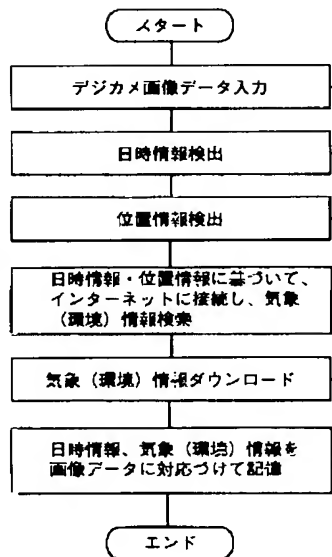 スタート
デジカメ画像データ入力
日時情報検出
位置情報検出
日時情報・位置情報に基づいて、
インターネットに接続し、気象
（環境）情報検索
気象（環境）情報ダウンロード
日時情報、気象（環境）情報を
画像データに対応づけて記憶
エンド